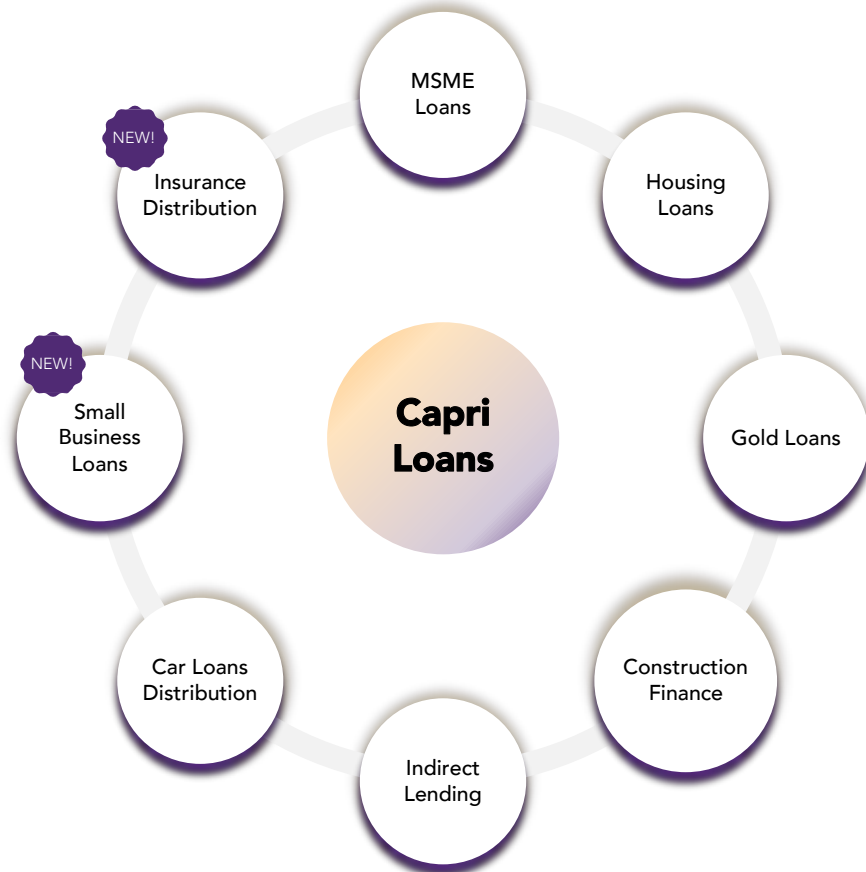 MSME
Loans
NEW!
Insurance
Distribution
Housing
Loans
NEW!
Small
Business
Loans
Capri
Loans
Gold Loans
Car Loans
Distribution
Construction
Finance
Indirect
Lending